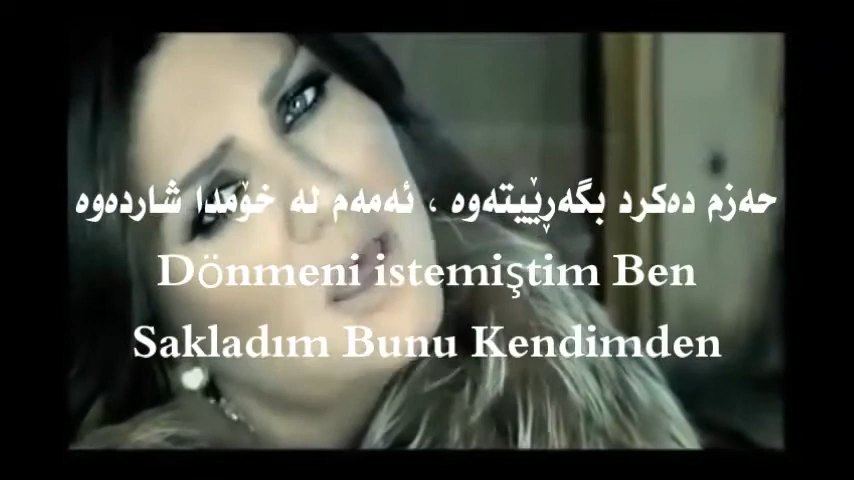 حەزم دەکرد بگەڕێیتەوە ، ئەمەم لە خۆمدا شاردەوە
Dönmeni istemiştim Ben
Sakladım Bunu Kendimden